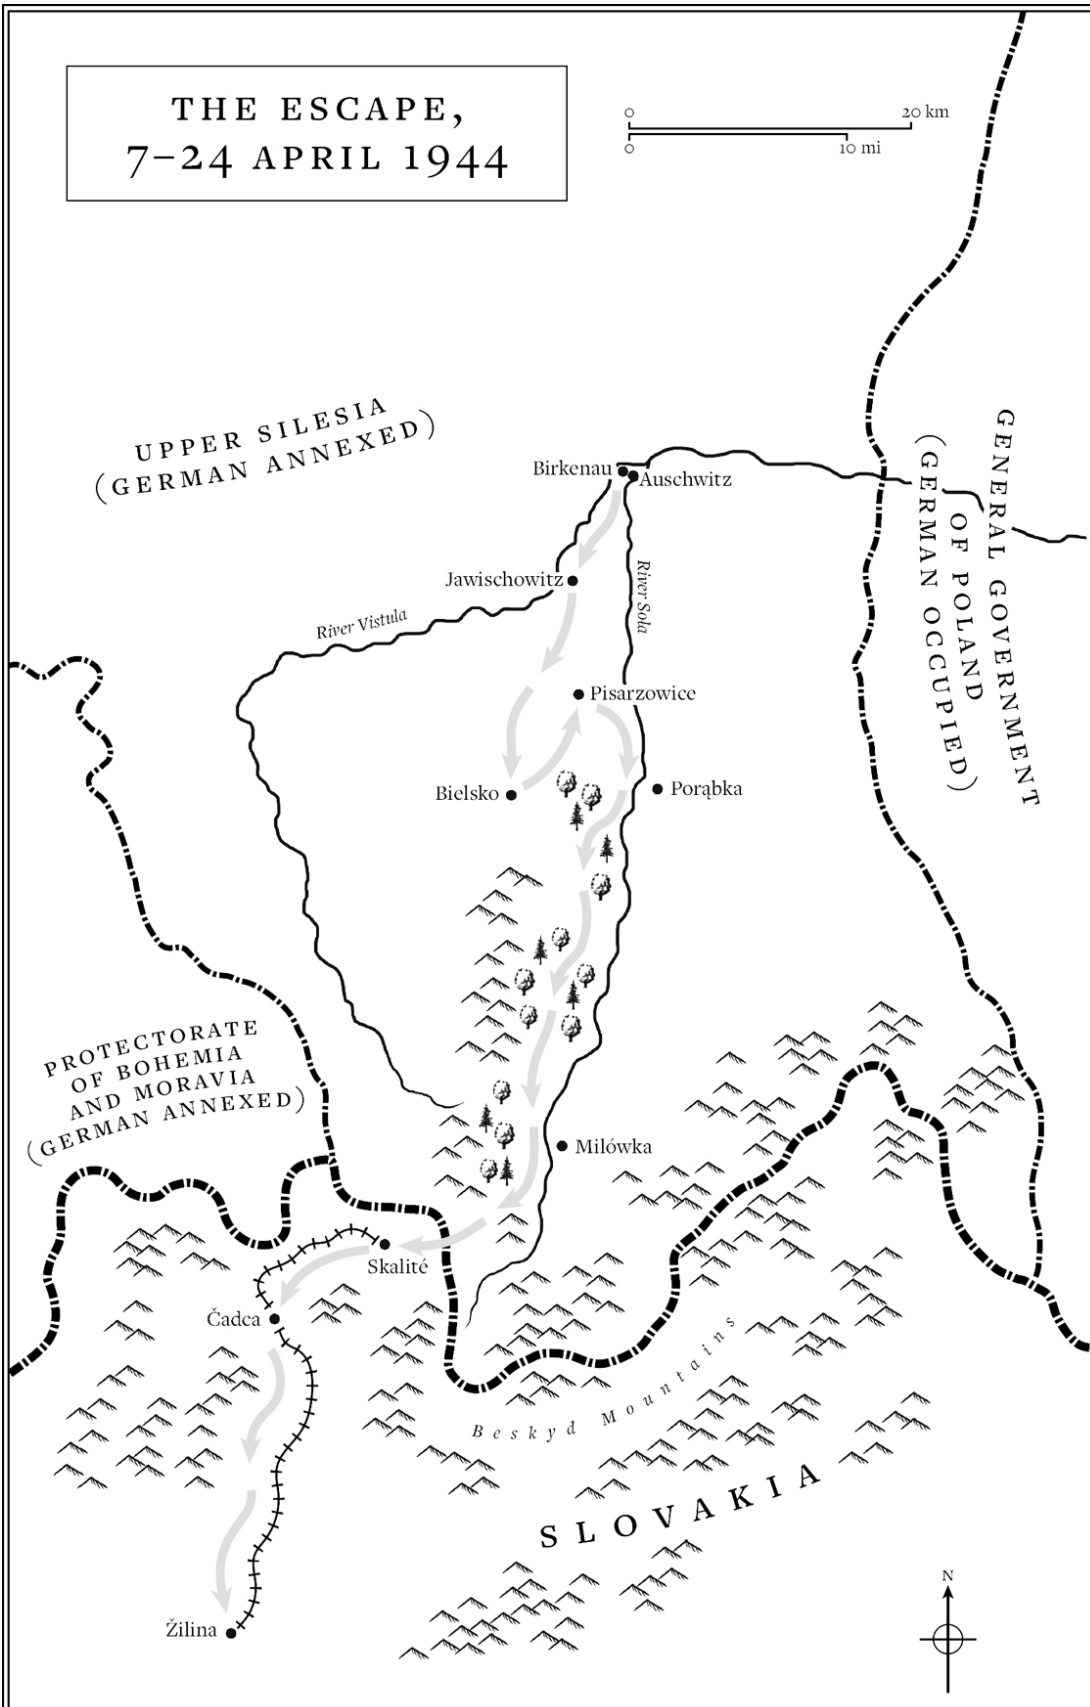 THE ESCAPE,
7–24 APRIL 1944
0 20 km
0 10 mi
UPPER SILESIA
(GERMAN ANNEXED)
GENERAL GOVERNMENT
OF POLAND
(GERMAN OCCUPIED)
Birkenau
Auschwitz
Jawischowitz
River Sola
River Vistula
Pisarzowice
Bielsko
Porąbka
PROTECTORATE
OF BOHEMIA
AND MORAVIA
(GERMAN ANNEXED)
Milówka
Skalité
Čadca
Beskyd Mountains
SLOVAKIA
N
Žilina